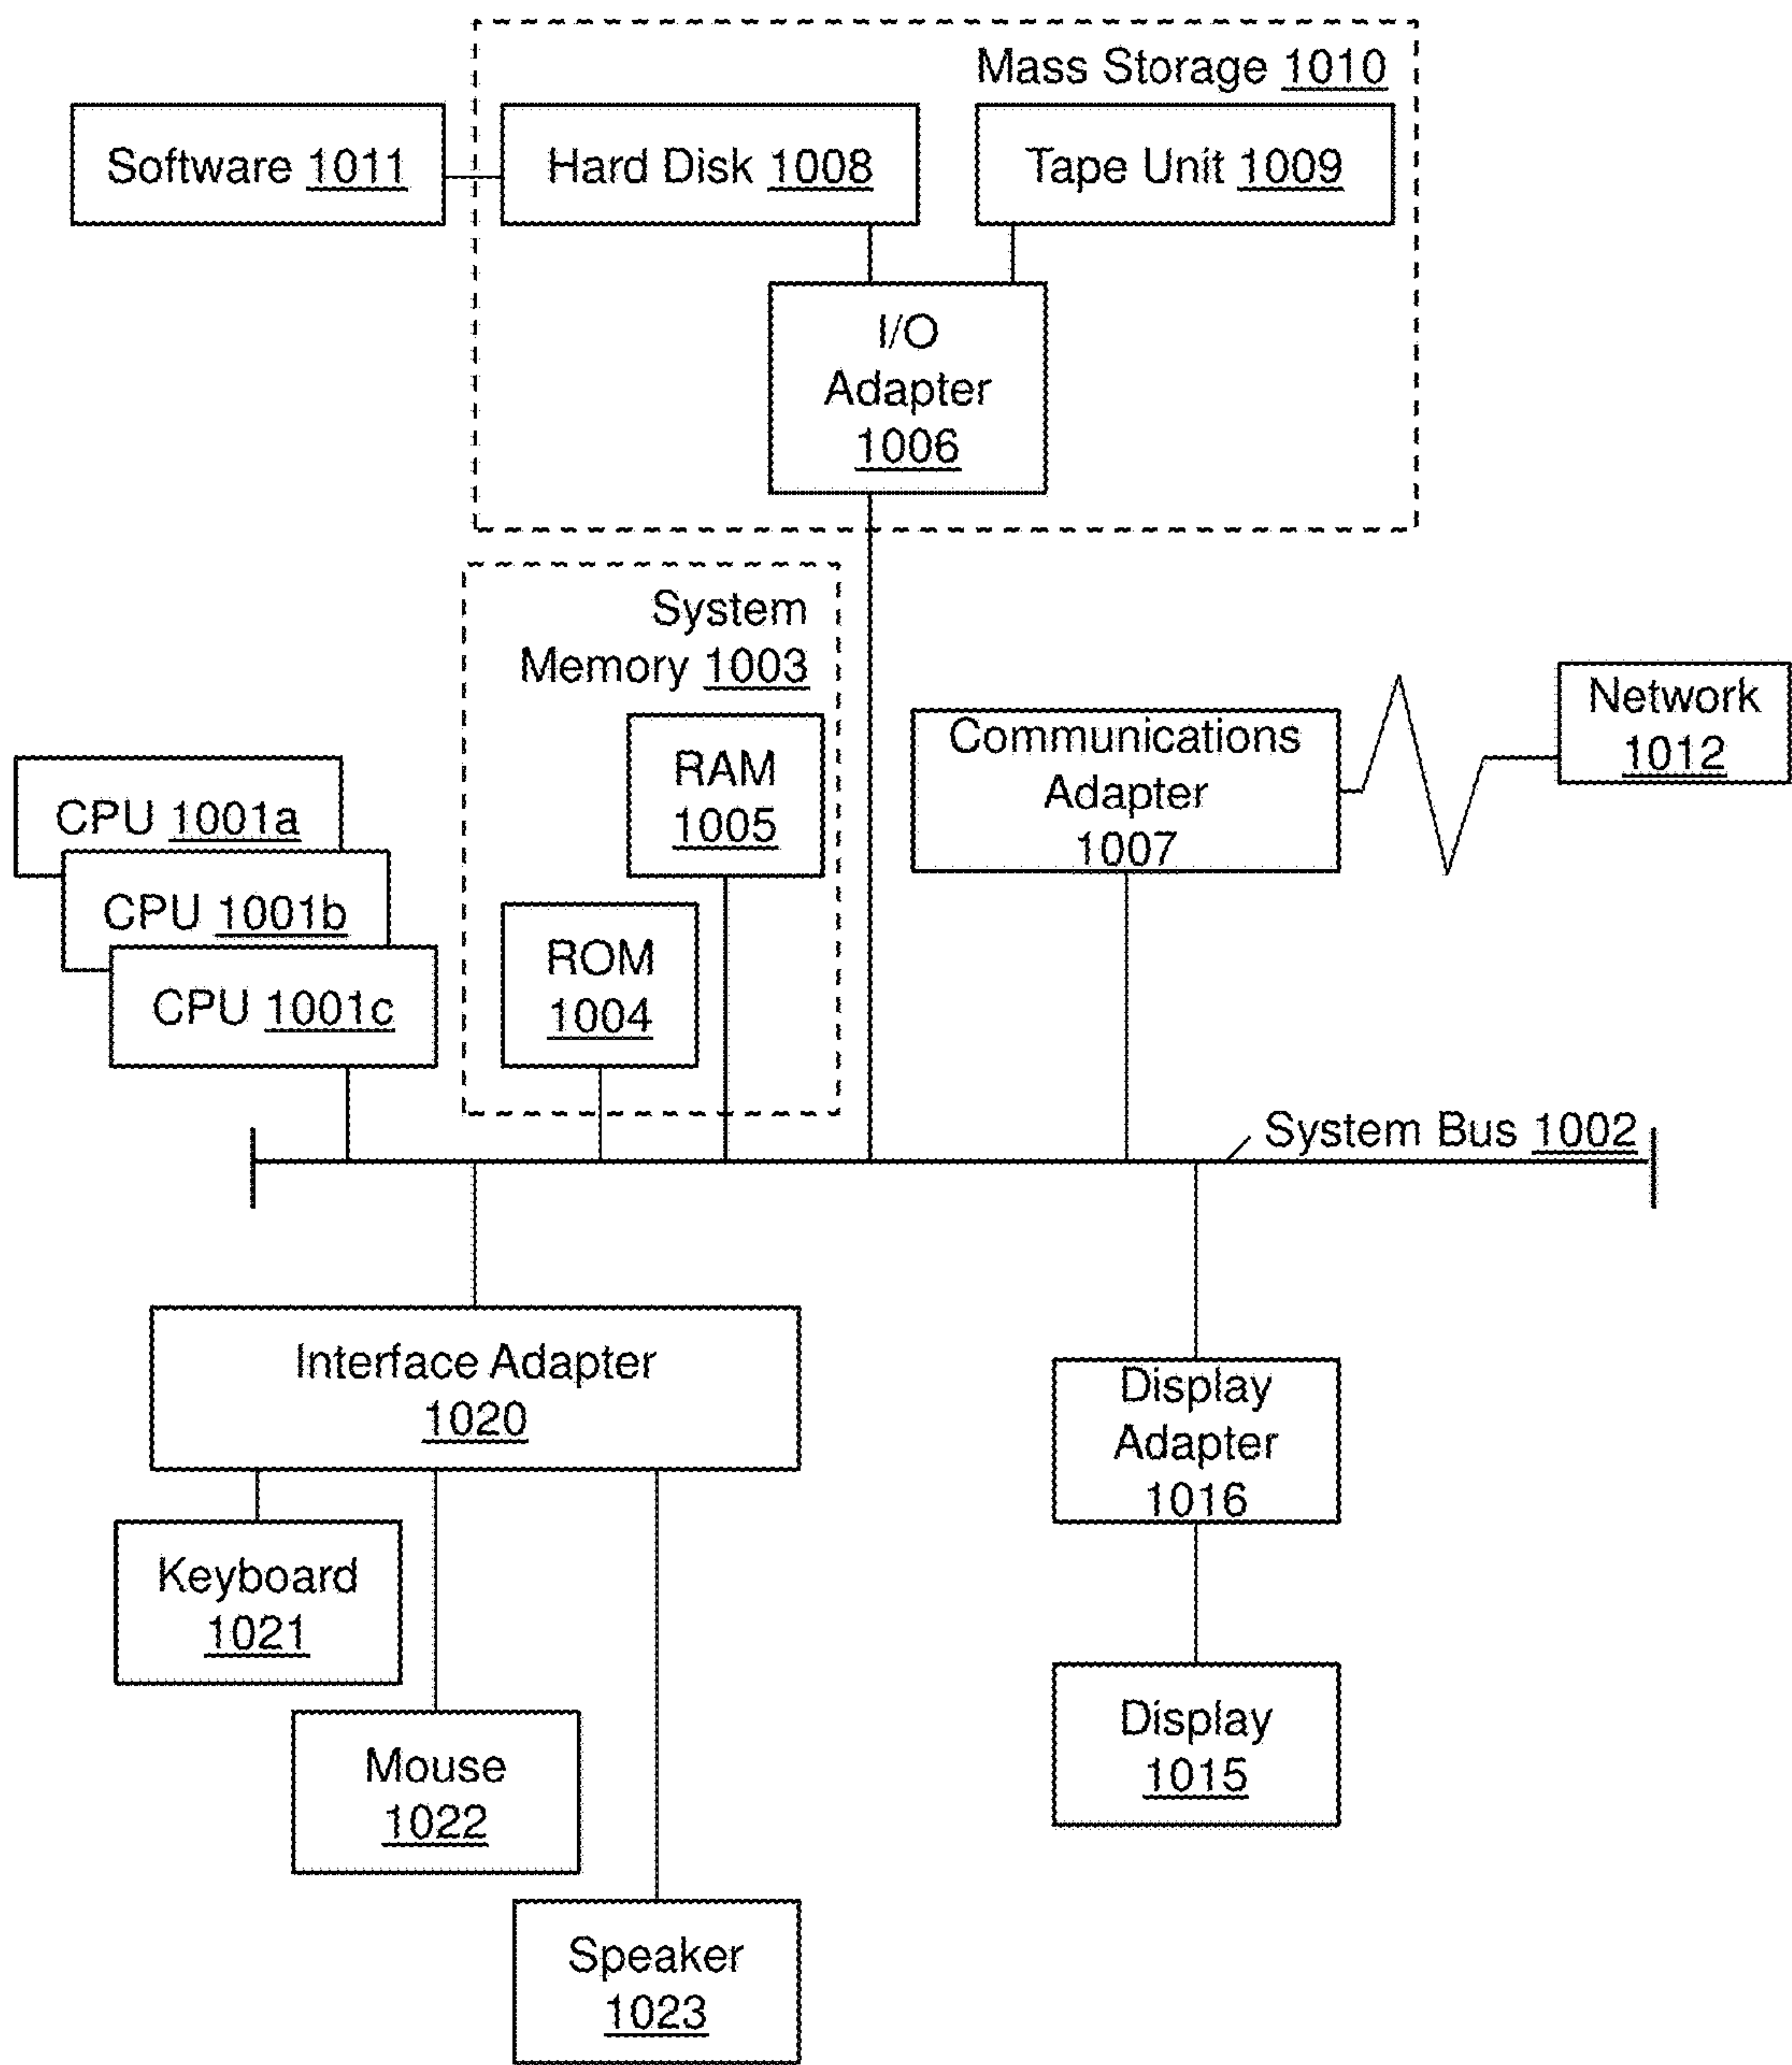 Mass Storage 1010
Software 1011
Hard Disk 1008
Tape Unit 1009
I/O
Adapter
1006
System
Memory 1003
RAM
1005
ROM
1004
Communications
Adapter
1007
Network
1012
CPU 1001a
CPU 1001b
CPU 1001c
System Bus 1002
Interface Adapter
1020
Display
Adapter
1016
Keyboard
1021
Mouse
1022
Display
1015
Speaker
1023